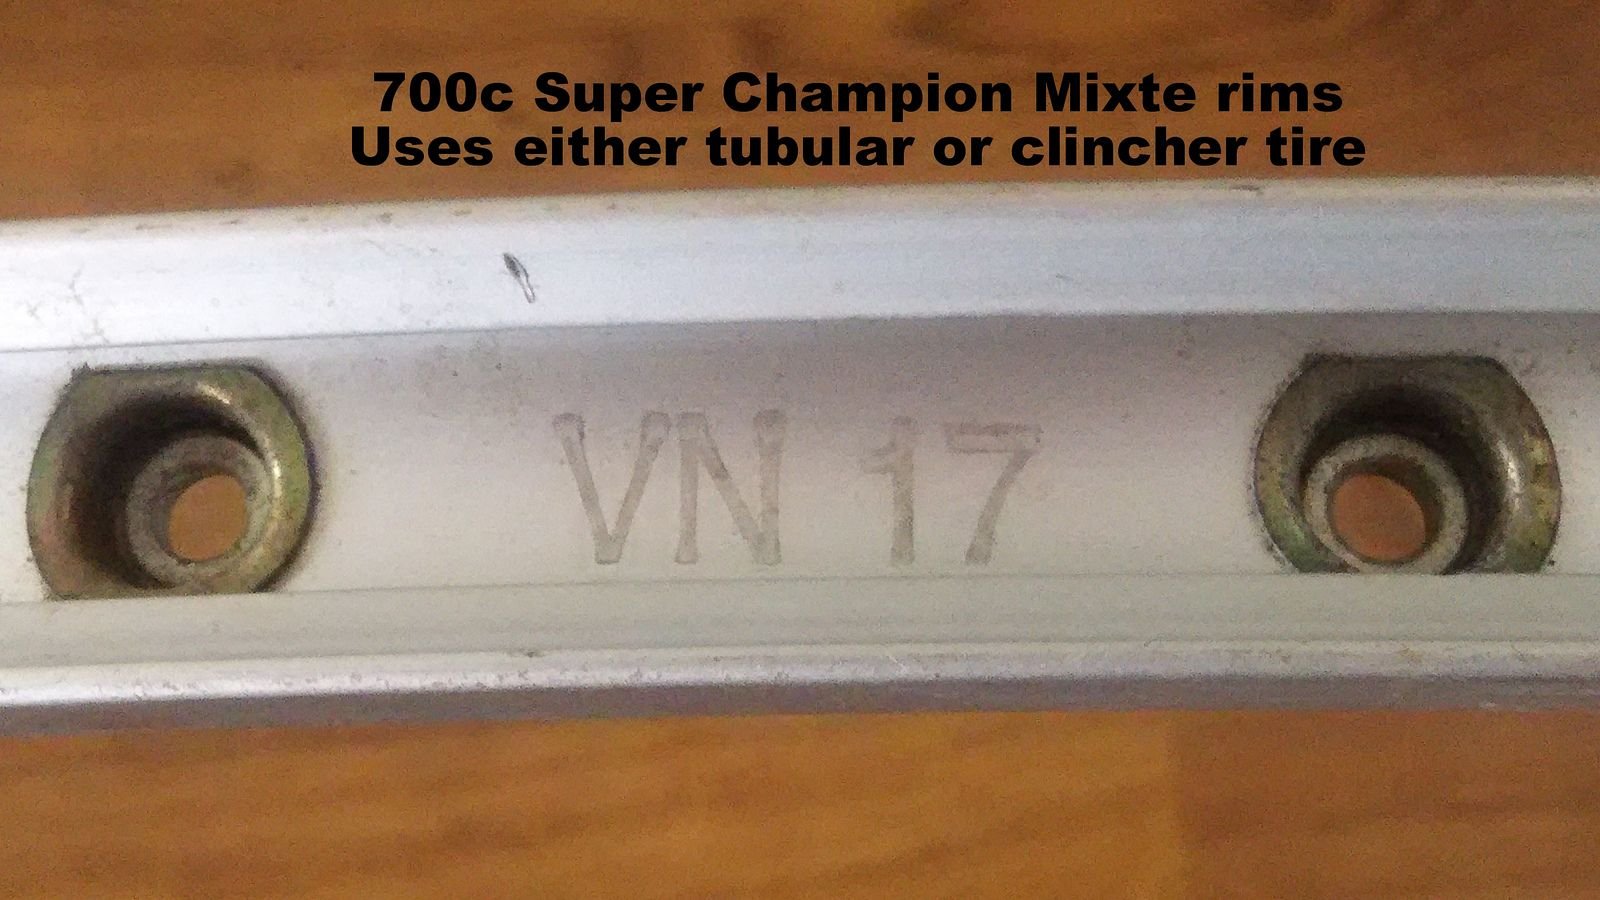 700c Super Champion Mixte rims
Uses either tubular or clincher tire
VN 17